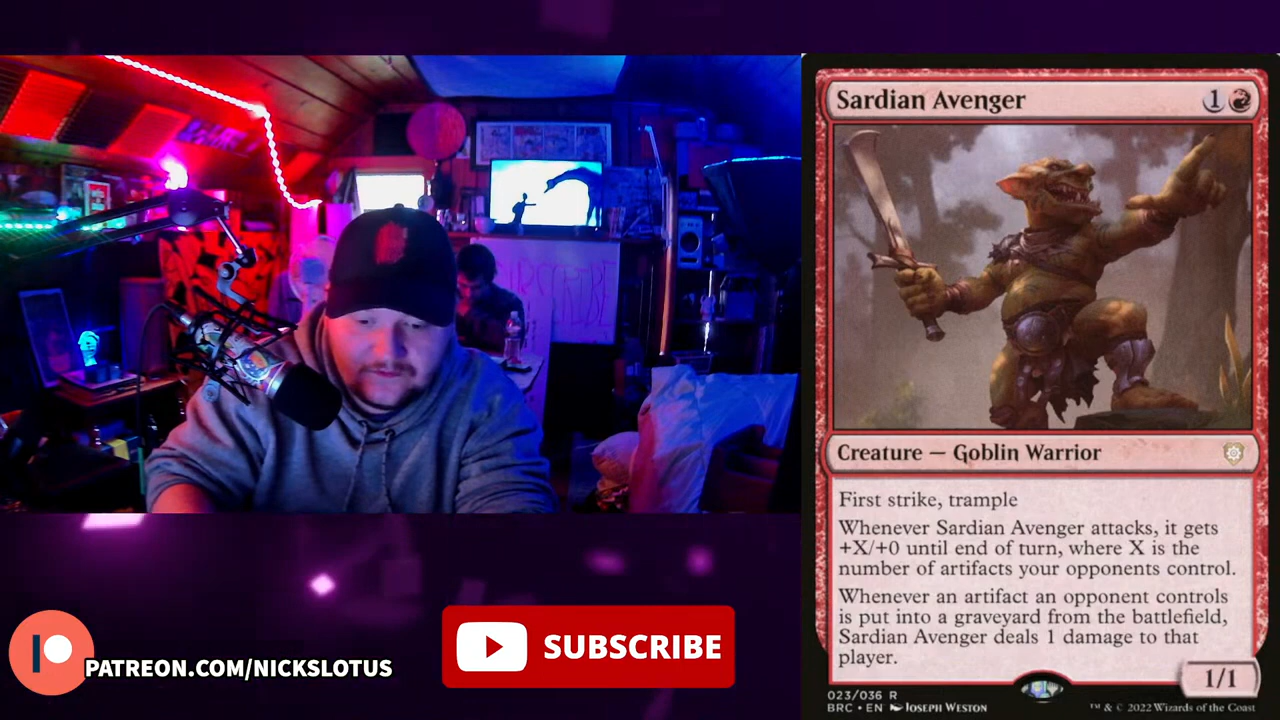 Sardian Avenger
1
Creature — Goblin Warrior
First strike, trample
Whenever Sardian Avenger attacks, it gets
+X/+0 until end of turn, where X is the
number of artifacts your opponents control.
Whenever an artifact an opponent controls
is put into a graveyard from the battlefield,
Sardian Avenger deals 1 damage to that
player.
1/1
023/036 R
BRC • EN JOSEPH WESTON
™ & © 2022 Wizards of the Coast
SUBSCRIBE
PATREON.COM/NICKSLOTUS